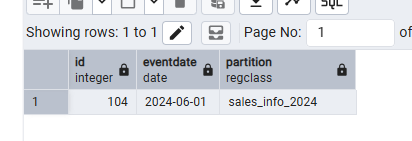 SQL
Showing rows: 1 to 1 Page No: 1 of
id integer eventdate date partition regclass
1 104 2024-06-01 sales_info_2024